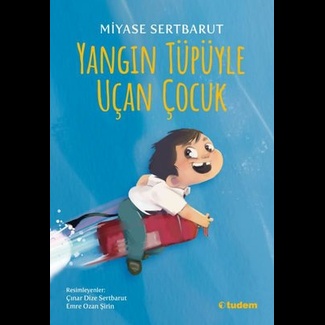 MİYASE SERTBARUT
YANGIN TÜPÜYLE
UÇAN ÇOCUK
Resimleyenler:
Çınar Dize Sertbarut
Emre Ozan Şirin
tudem